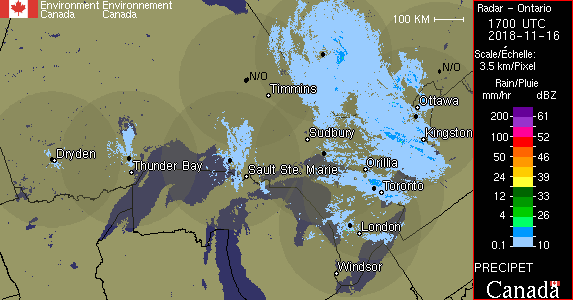 Environment Environnement
Canada Canada
100 KM
N/O
N/O
Timmins
Ottawa
Sudbury
Kingston
Dryden
Thunder Bay
Sault Ste. Marie
Orillia
Toronto
London
Windsor
Radar - Ontario
1700 UTC
2018-11-16
Scale/Échelle:
3.5 km/Pixel
Rain/Pluie
mm/hr dBZ
200 61
100 52
50 46
24 39
12 33
4 26
1 20
0.1 10
PRECIPET
Canada